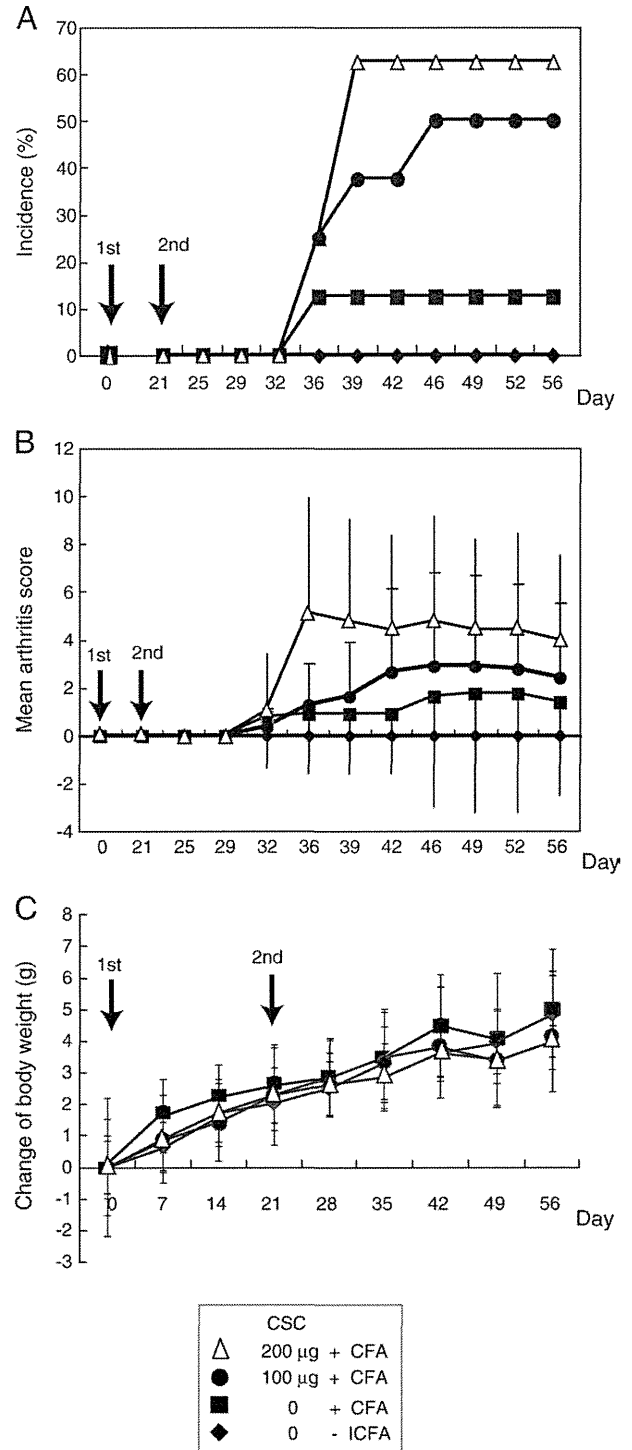 A
70
60
50
40
30
20
10
0
Incidence (%)
1st
2nd
0 21 25 29 32 36 39 42 46 49 52 56
Day
B
12
10
8
6
4
2
0
-2
-4
Mean arthritis score
1st
2nd
0 21 25 29 32 36 39 42 46 49 52 56
Day
C
8
7
6
5
4
3
2
1
0
-1
-2
-3
Change of body weight (g)
1st
2nd
0 7 14 21 28 35 42 49 56
Day
CSC
200 µg + CFA
100 µg + CFA
0 + CFA
0 - ICFA